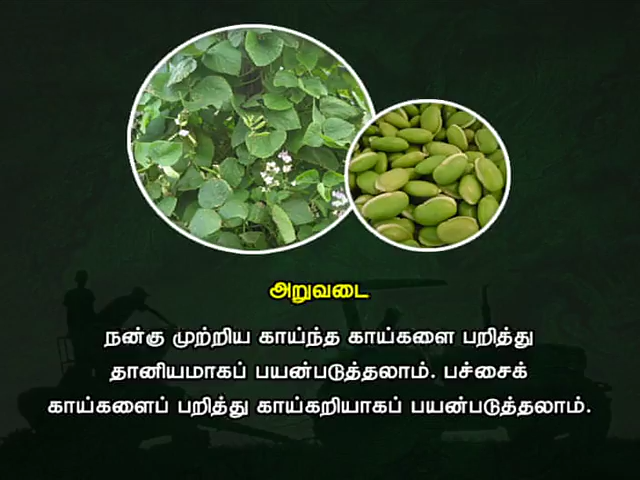 அறுவடை
நன்கு முற்றிய காய்ந்த காய்களை பறித்து
தானியமாகப் பயன்படுத்தலாம். பச்சைக்
காய்களைப் பறித்து காய்கறியாகப் பயன்படுத்தலாம்.